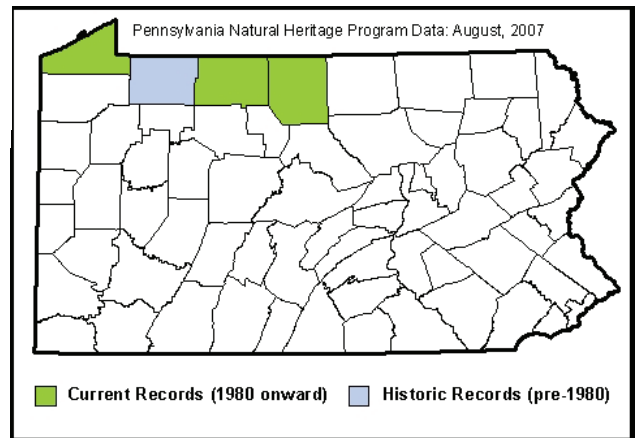 Pennsylvania Natural Heritage Program Data: August, 2007
Current Records (1980 onward) Historic Records (pre-1980)